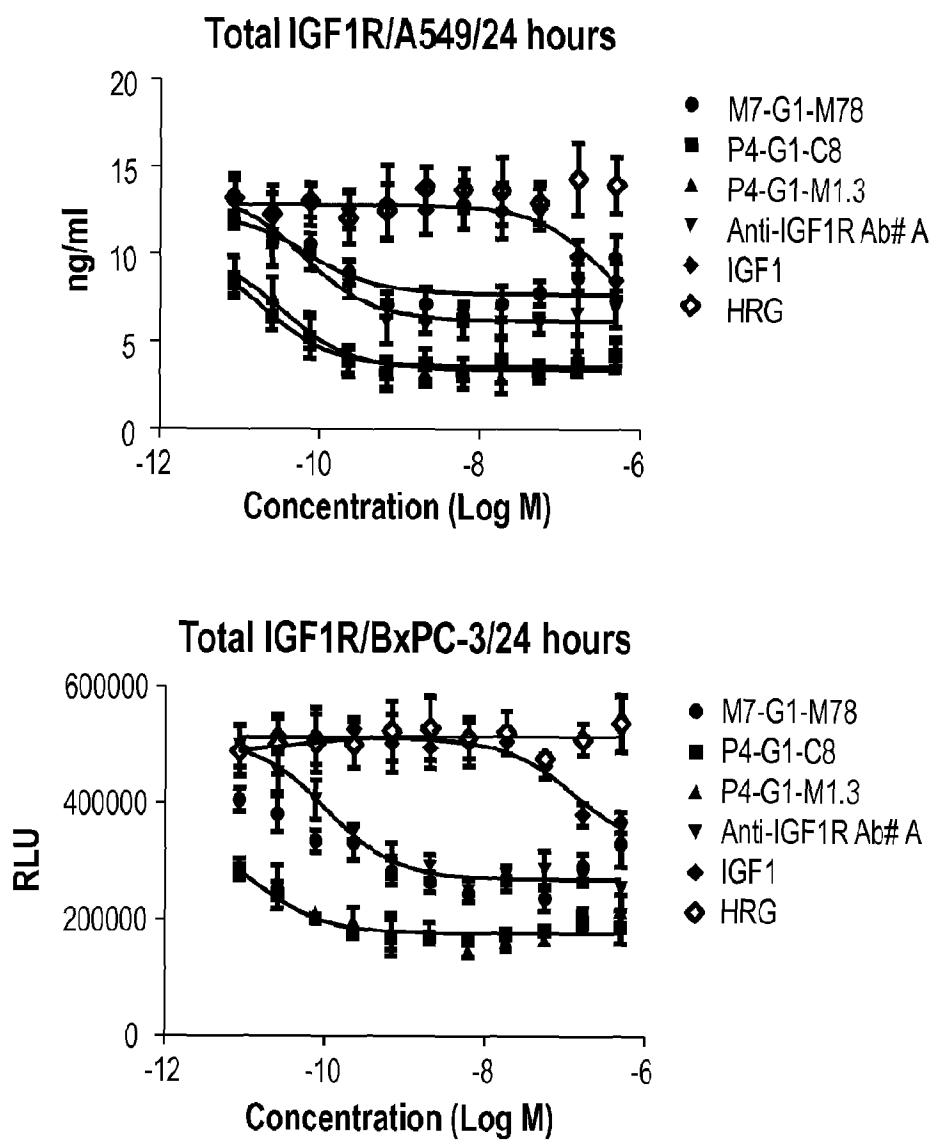 Total IGF1R/A549/24 hours
20
15
10
5
0
ng/ml
-12
-10
-8
-6
Concentration (Log M)
M7-G1-M78
P4-G1-C8
P4-G1-M1.3
Anti-IGF1R Ab# A
IGF1
HRG
Total IGF1R/BxPC-3/24 hours
600000
400000
200000
0
RLU
-12
-10
-8
-6
Concentration (Log M)
M7-G1-M78
P4-G1-C8
P4-G1-M1.3
Anti-IGF1R Ab# A
IGF1
HRG